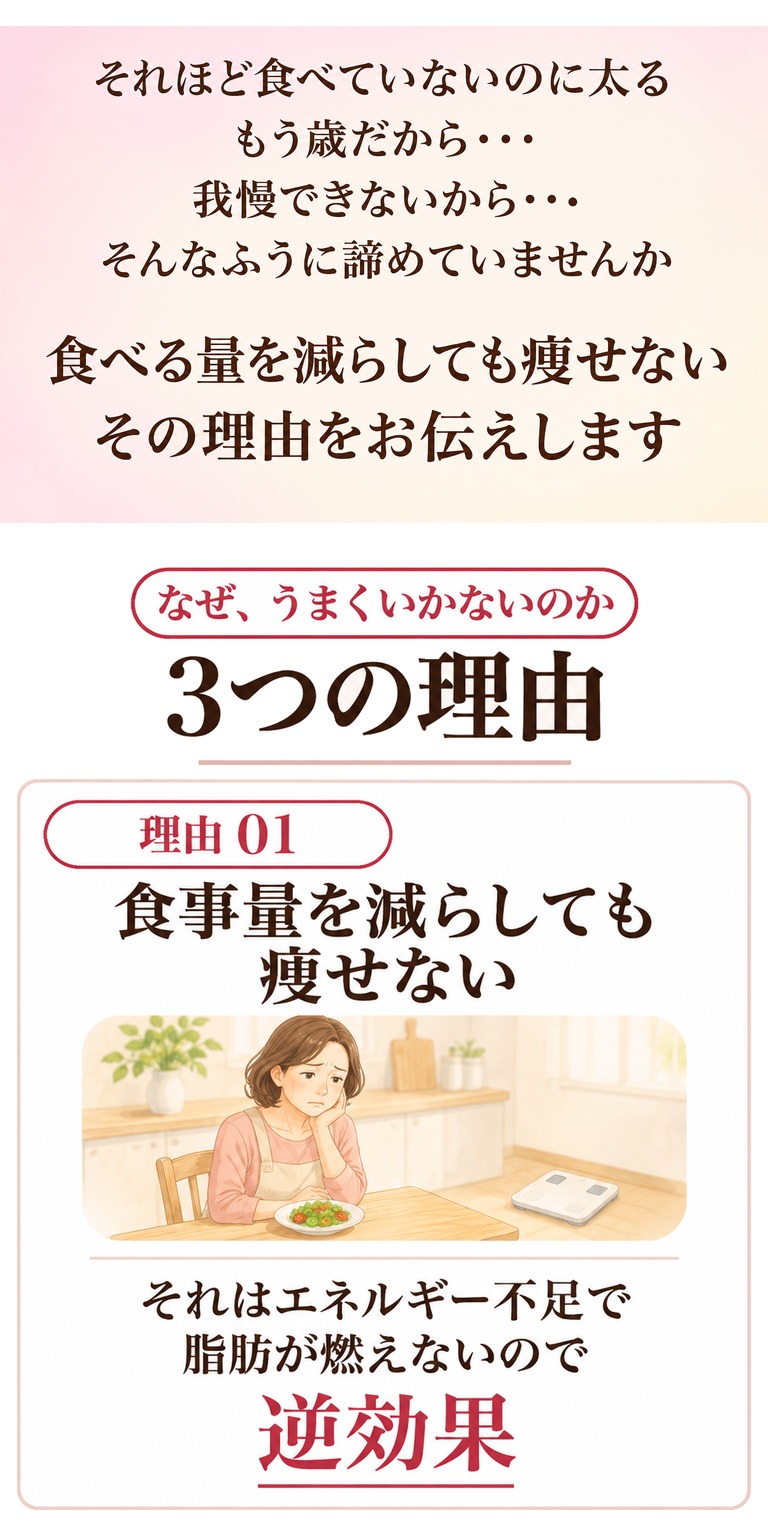 それほど食べていないのに太る
もう歳だから・・・
我慢できないから・・・
そんなふうに諦めていませんか
食べる量を減らしても痩せない
その理由をお伝えします
なぜ、うまくいかないのか
3つの理由
理由 01
食事量を減らしても
痩せない
それはエネルギー不足で
脂肪が燃えないので
逆効果